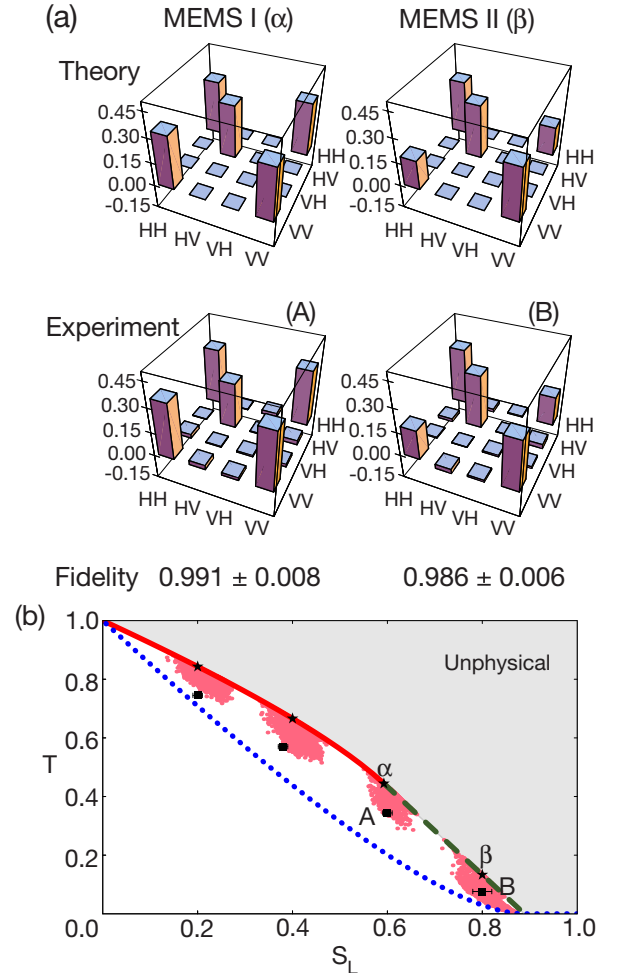 (a) MEMS I (α) MEMS II (β)
Theory
0.45 0.45
0.30 0.30
0.15 0.15
0.00 0.00
-0.15 -0.15
HH HV VH VV HH HV VH VV
HH HV VH VV HH HV VH VV
Experiment (A) (B)
0.45 0.45
0.30 0.30
0.15 0.15
0.00 0.00
-0.15 -0.15
HH HV VH VV HH HV VH VV
HH HV VH VV HH HV VH VV
Fidelity 0.991 ± 0.008 0.986 ± 0.006
(b)
1.0
Unphysical
0.8
0.6
T
α
0.4
A
0.2
β
B
0
0.0 0.2 0.4 0.6 0.8 1.0
S_L